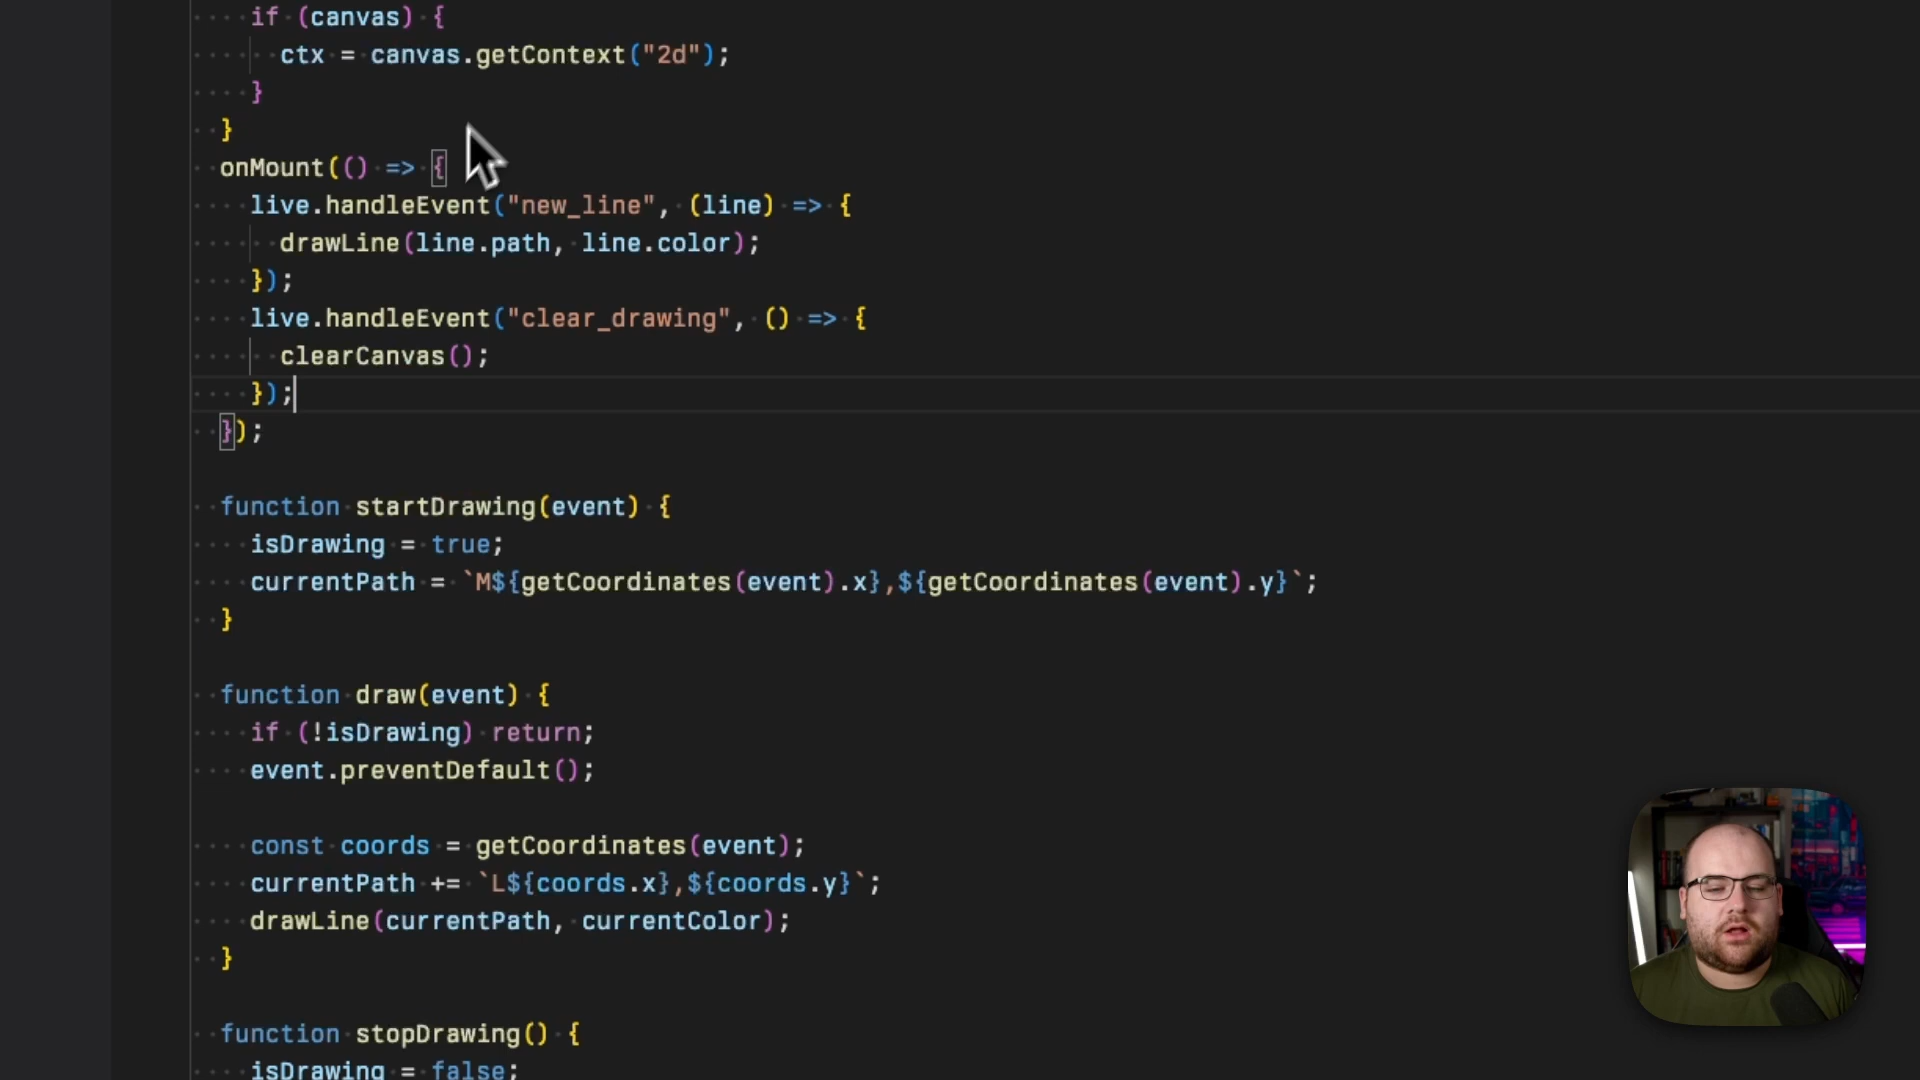 if (canvas) {
ctx = canvas.getContext("2d");
}
}
onMount(() => {
live.handleEvent("new_line", (line) => {
drawLine(line.path, line.color);
});
live.handleEvent("clear_drawing", () => {
clearCanvas();
});
});
function startDrawing(event) {
isDrawing = true;
currentPath = `M${getCoordinates(event).x},${getCoordinates(event).y}`;
}
function draw(event) {
if (!isDrawing) return;
event.preventDefault();
const coords = getCoordinates(event);
currentPath += `L${coords.x},${coords.y}`;
drawLine(currentPath, currentColor);
}
function stopDrawing() {
isDrawing = false;